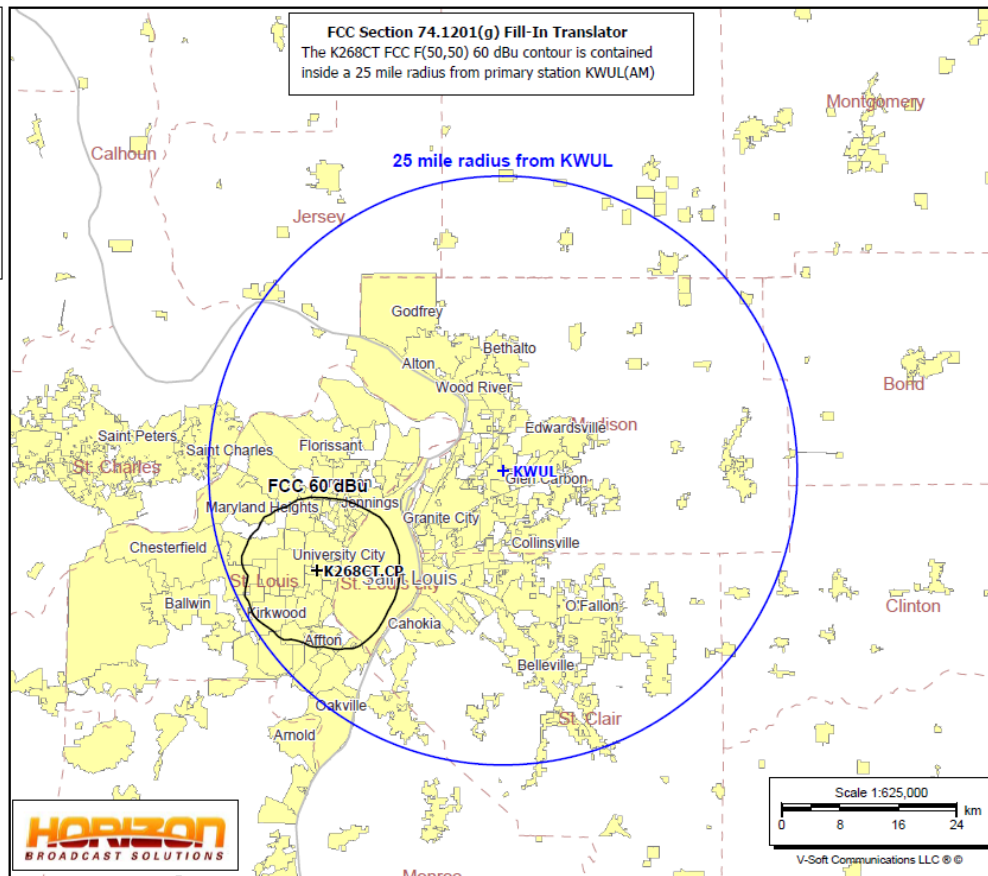 FCC Section 74.1201(g) Fill-In Translator
The K268CT FCC F(50,50) 60 dBu contour is contained
inside a 25 mile radius from primary station KWUL(AM)
Montgomery
Calhoun
25 mile radius from KWUL
Jersey
Godfrey
Bethalto
Alton
Wood River
Bond
Edwardsville
Madison
Saint Peters
Florissant
Saint Charles
St. Charles
KWUL
Glen Carbon
FCC 60 dBu
Jennings
Maryland Heights
Granite City
Collinsville
Chesterfield
University City
K268CT.CP
St. Louis
St. Louis City
Saint Louis
Ballwin
O'Fallon
Clinton
Kirkwood
Cahokia
Affton
Belleville
Oakville
St. Clair
Arnold
Scale 1:625,000
km
0 8 16 24
HORIZON
BROADCAST SOLUTIONS
V-Soft Communications LLC ® ©
Monroe